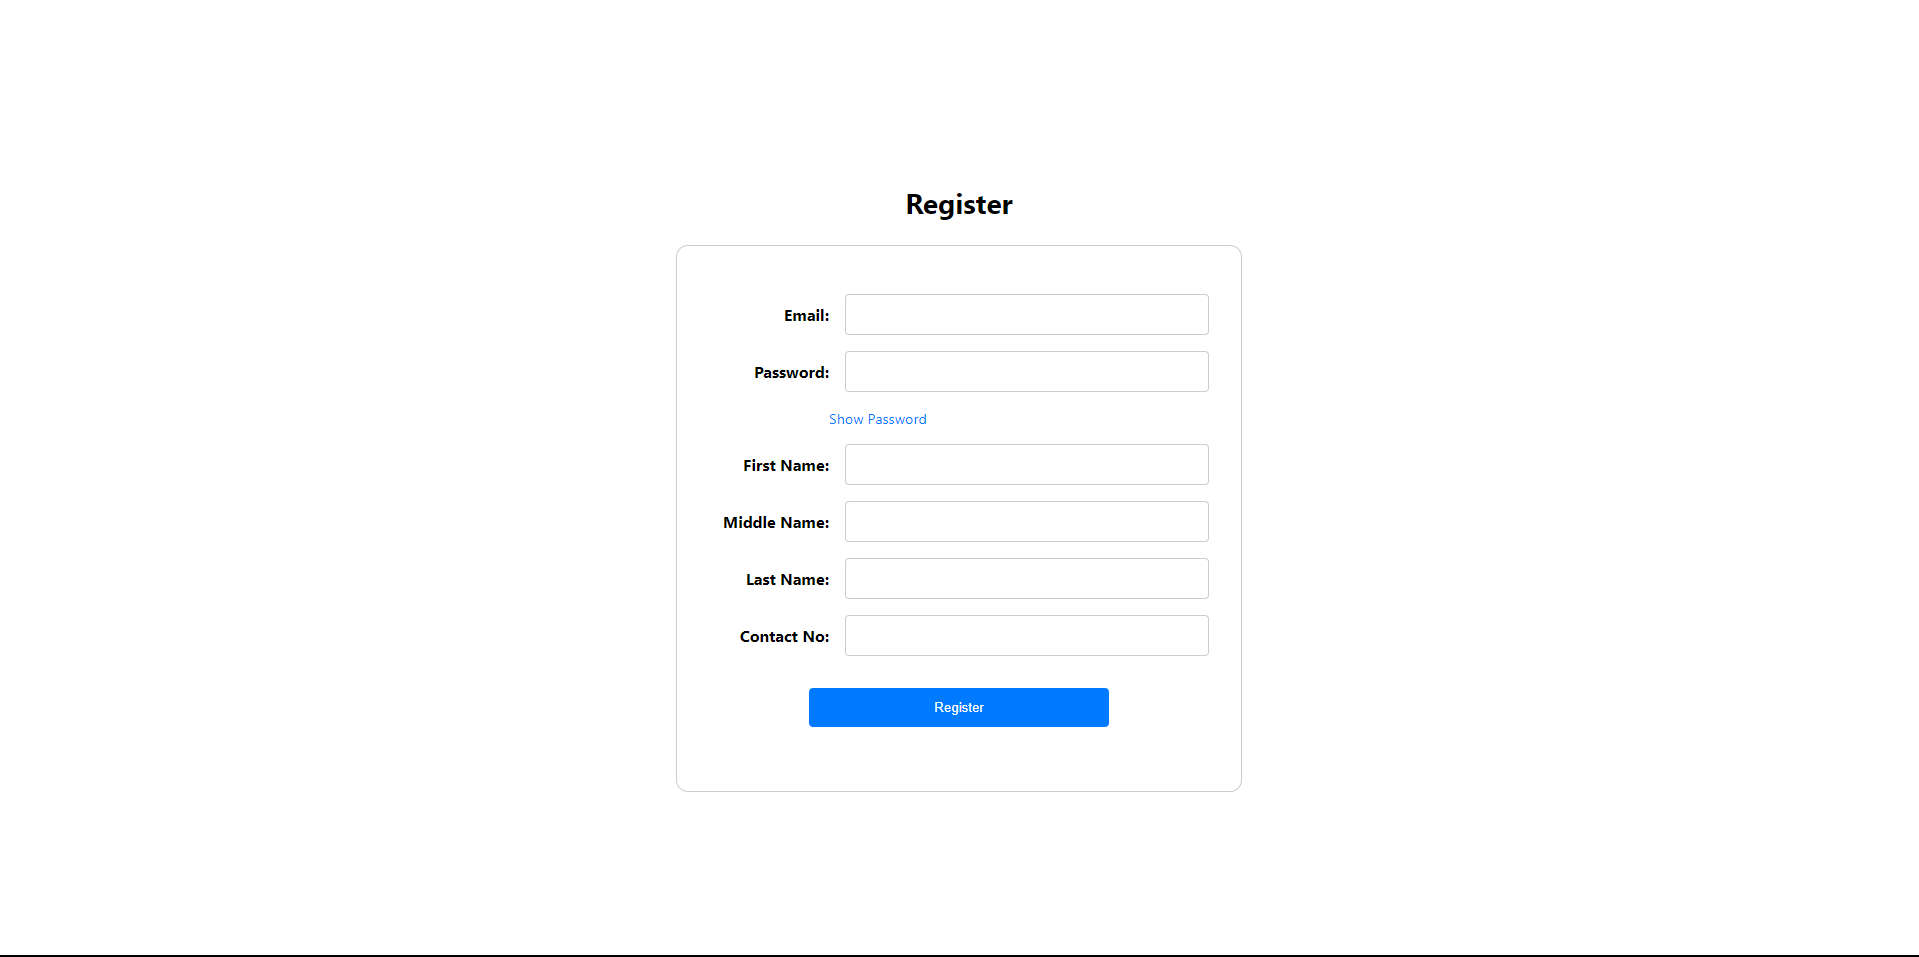 Register
Email:
Password:
Show Password
First Name:
Middle Name:
Last Name:
Contact No:
Register